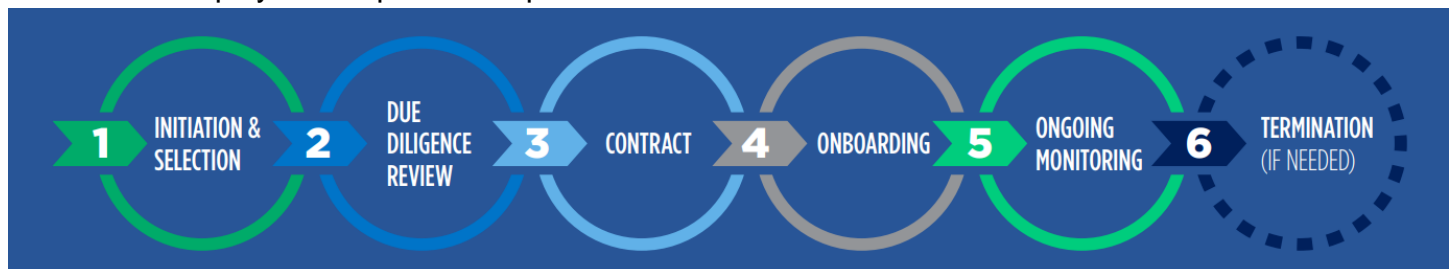 1
INITIATION &
SELECTION
2
DUE
DILIGENCE
REVIEW
3
CONTRACT
4
ONBOARDING
5
ONGOING
MONITORING
6
TERMINATION
(IF NEEDED)